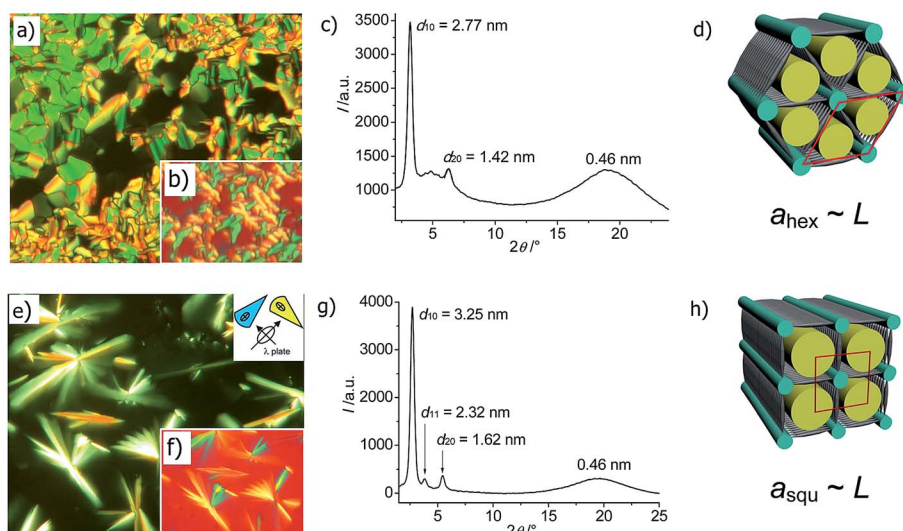 a)
b)
c)
I/a.u.
3500
3000
2500
2000
1500
1000
d10 = 2.77 nm
d20 = 1.42 nm
0.46 nm
5
10
15
20
2θ/°
d)
ahex ~ L
e)
λ plate
f)
g)
I/a.u.
4000
3000
2000
1000
0
d10 = 3.25 nm
d11 = 2.32 nm
d20 = 1.62 nm
0.46 nm
5
10
15
20
25
2θ/°
h)
asqu ~ L